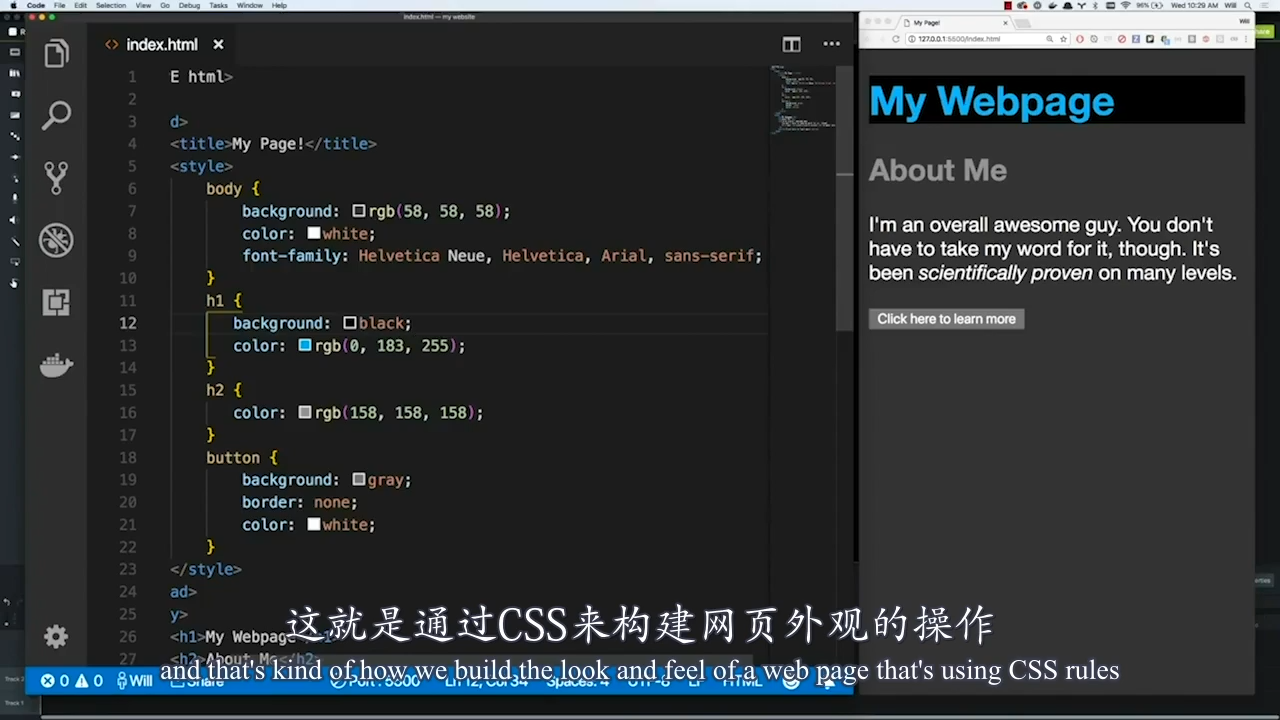 Code File Edit Selection View Go Debug Tasks Window Help
96% Wed 10:29 AM Will
index.html — my website
index.html
1 E html>
2
3 d>
4 <title>My Page!</title>
5 <style>
6 body {
7 background: rgb(58, 58, 58);
8 color: white;
9 font-family: Helvetica Neue, Helvetica, Arial, sans-serif;
10 }
11 h1 {
12 background: black;
13 color: rgb(0, 183, 255);
14 }
15 h2 {
16 color: rgb(158, 158, 158);
17 }
18 button {
19 background: gray;
20 border: none;
21 color: white;
22 }
23 </style>
24 ad>
25 y>
26 <h1>My Webpage
27 <h2>About Me</h2>
0 0 Will Share Port : 5500 Ln 12, Col 34 Spaces: 4 UTF-8 LF HTML
My Page!
Will
127.0.0.1:5500/index.html
My Webpage
About Me
I'm an overall awesome guy. You don't
have to take my word for it, though. It's
been scientifically proven on many levels.
Click here to learn more
这就是通过CSS来构建网页外观的操作
and that's kind of how we build the look and feel of a web page that's using CSS rules
Track 1